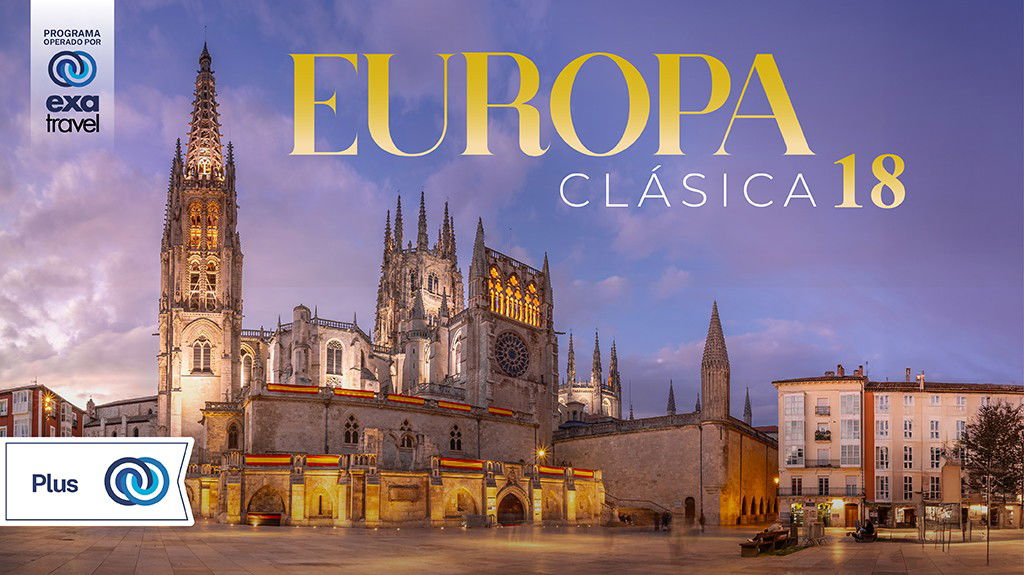 PROGRAMA
OPERADO POR
exa
travel
EUROPA
CLÁSICA 18
Plus